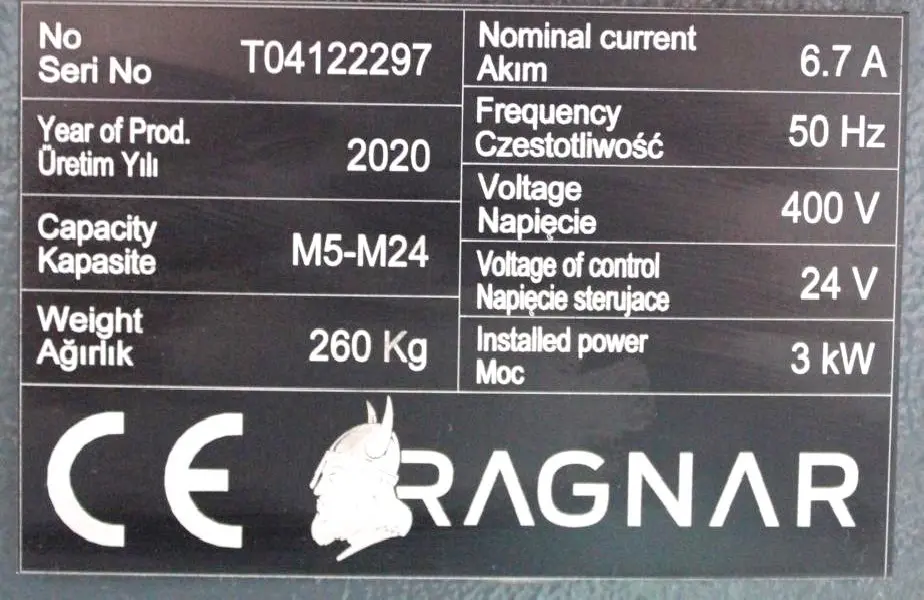 No
Seri No
T04122297
Year of Prod.
Üretim Yılı
2020
Capacity
Kapasite
M5-M24
Weight
Ağırlık
260 Kg
Nominal current
Akım
6.7 A
Frequency
Czestotliwość
50 Hz
Voltage
Napięcie
400 V
Voltage of control
Napięcie sterujace
24 V
Installed power
Moc
3 kW
CE
RAGNAR